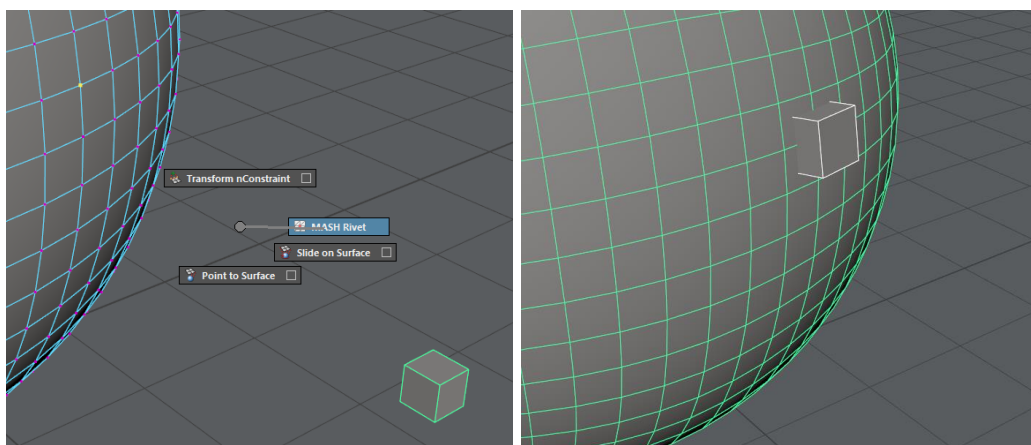 Transform nConstraint
MASH Rivet
Slide on Surface
Point to Surface